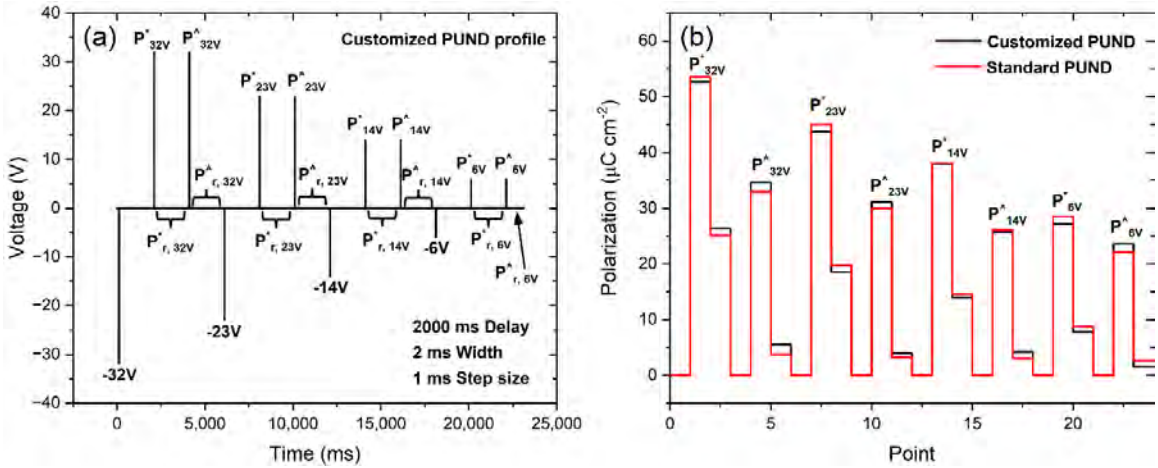 (a)
Customized PUND profile
P*32V P^32V
P*23V P^23V
P*14V P^14V
P*6V P^6V
P^r, 32V
P^r, 23V
P^r, 14V
P*r, 32V
P*r, 23V
P*r, 14V
P*r, 6V
P^r, 6V
-32V
-23V
-14V
-6V
2000 ms Delay
2 ms Width
1 ms Step size
Voltage (V)
40
30
20
10
0
−10
−20
−30
−40
0 5,000 10,000 15,000 20,000 25,000
Time (ms)
(b)
Customized PUND
Standard PUND
P*32V
P^32V
P*23V
P^23V
P*14V
P^14V
P*6V
P^6V
Polarization (µC cm-2)
60
50
40
30
20
10
0
0 5 10 15 20
Point